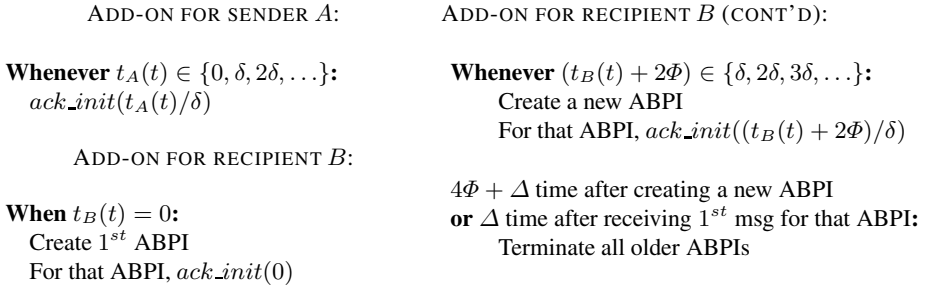 ADD-ON FOR SENDER A:
Whenever t_A(t) ∈ {0, δ, 2δ, . . .}:
ack_init(t_A(t)/δ)
ADD-ON FOR RECIPIENT B:
When t_B(t) = 0:
Create 1^st ABPI
For that ABPI, ack_init(0)
ADD-ON FOR RECIPIENT B (CONT'D):
Whenever (t_B(t) + 2Φ) ∈ {δ, 2δ, 3δ, . . .}:
Create a new ABPI
For that ABPI, ack_init((t_B(t) + 2Φ)/δ)
4Φ + Δ time after creating a new ABPI
or Δ time after receiving 1^st msg for that ABPI:
Terminate all older ABPIs